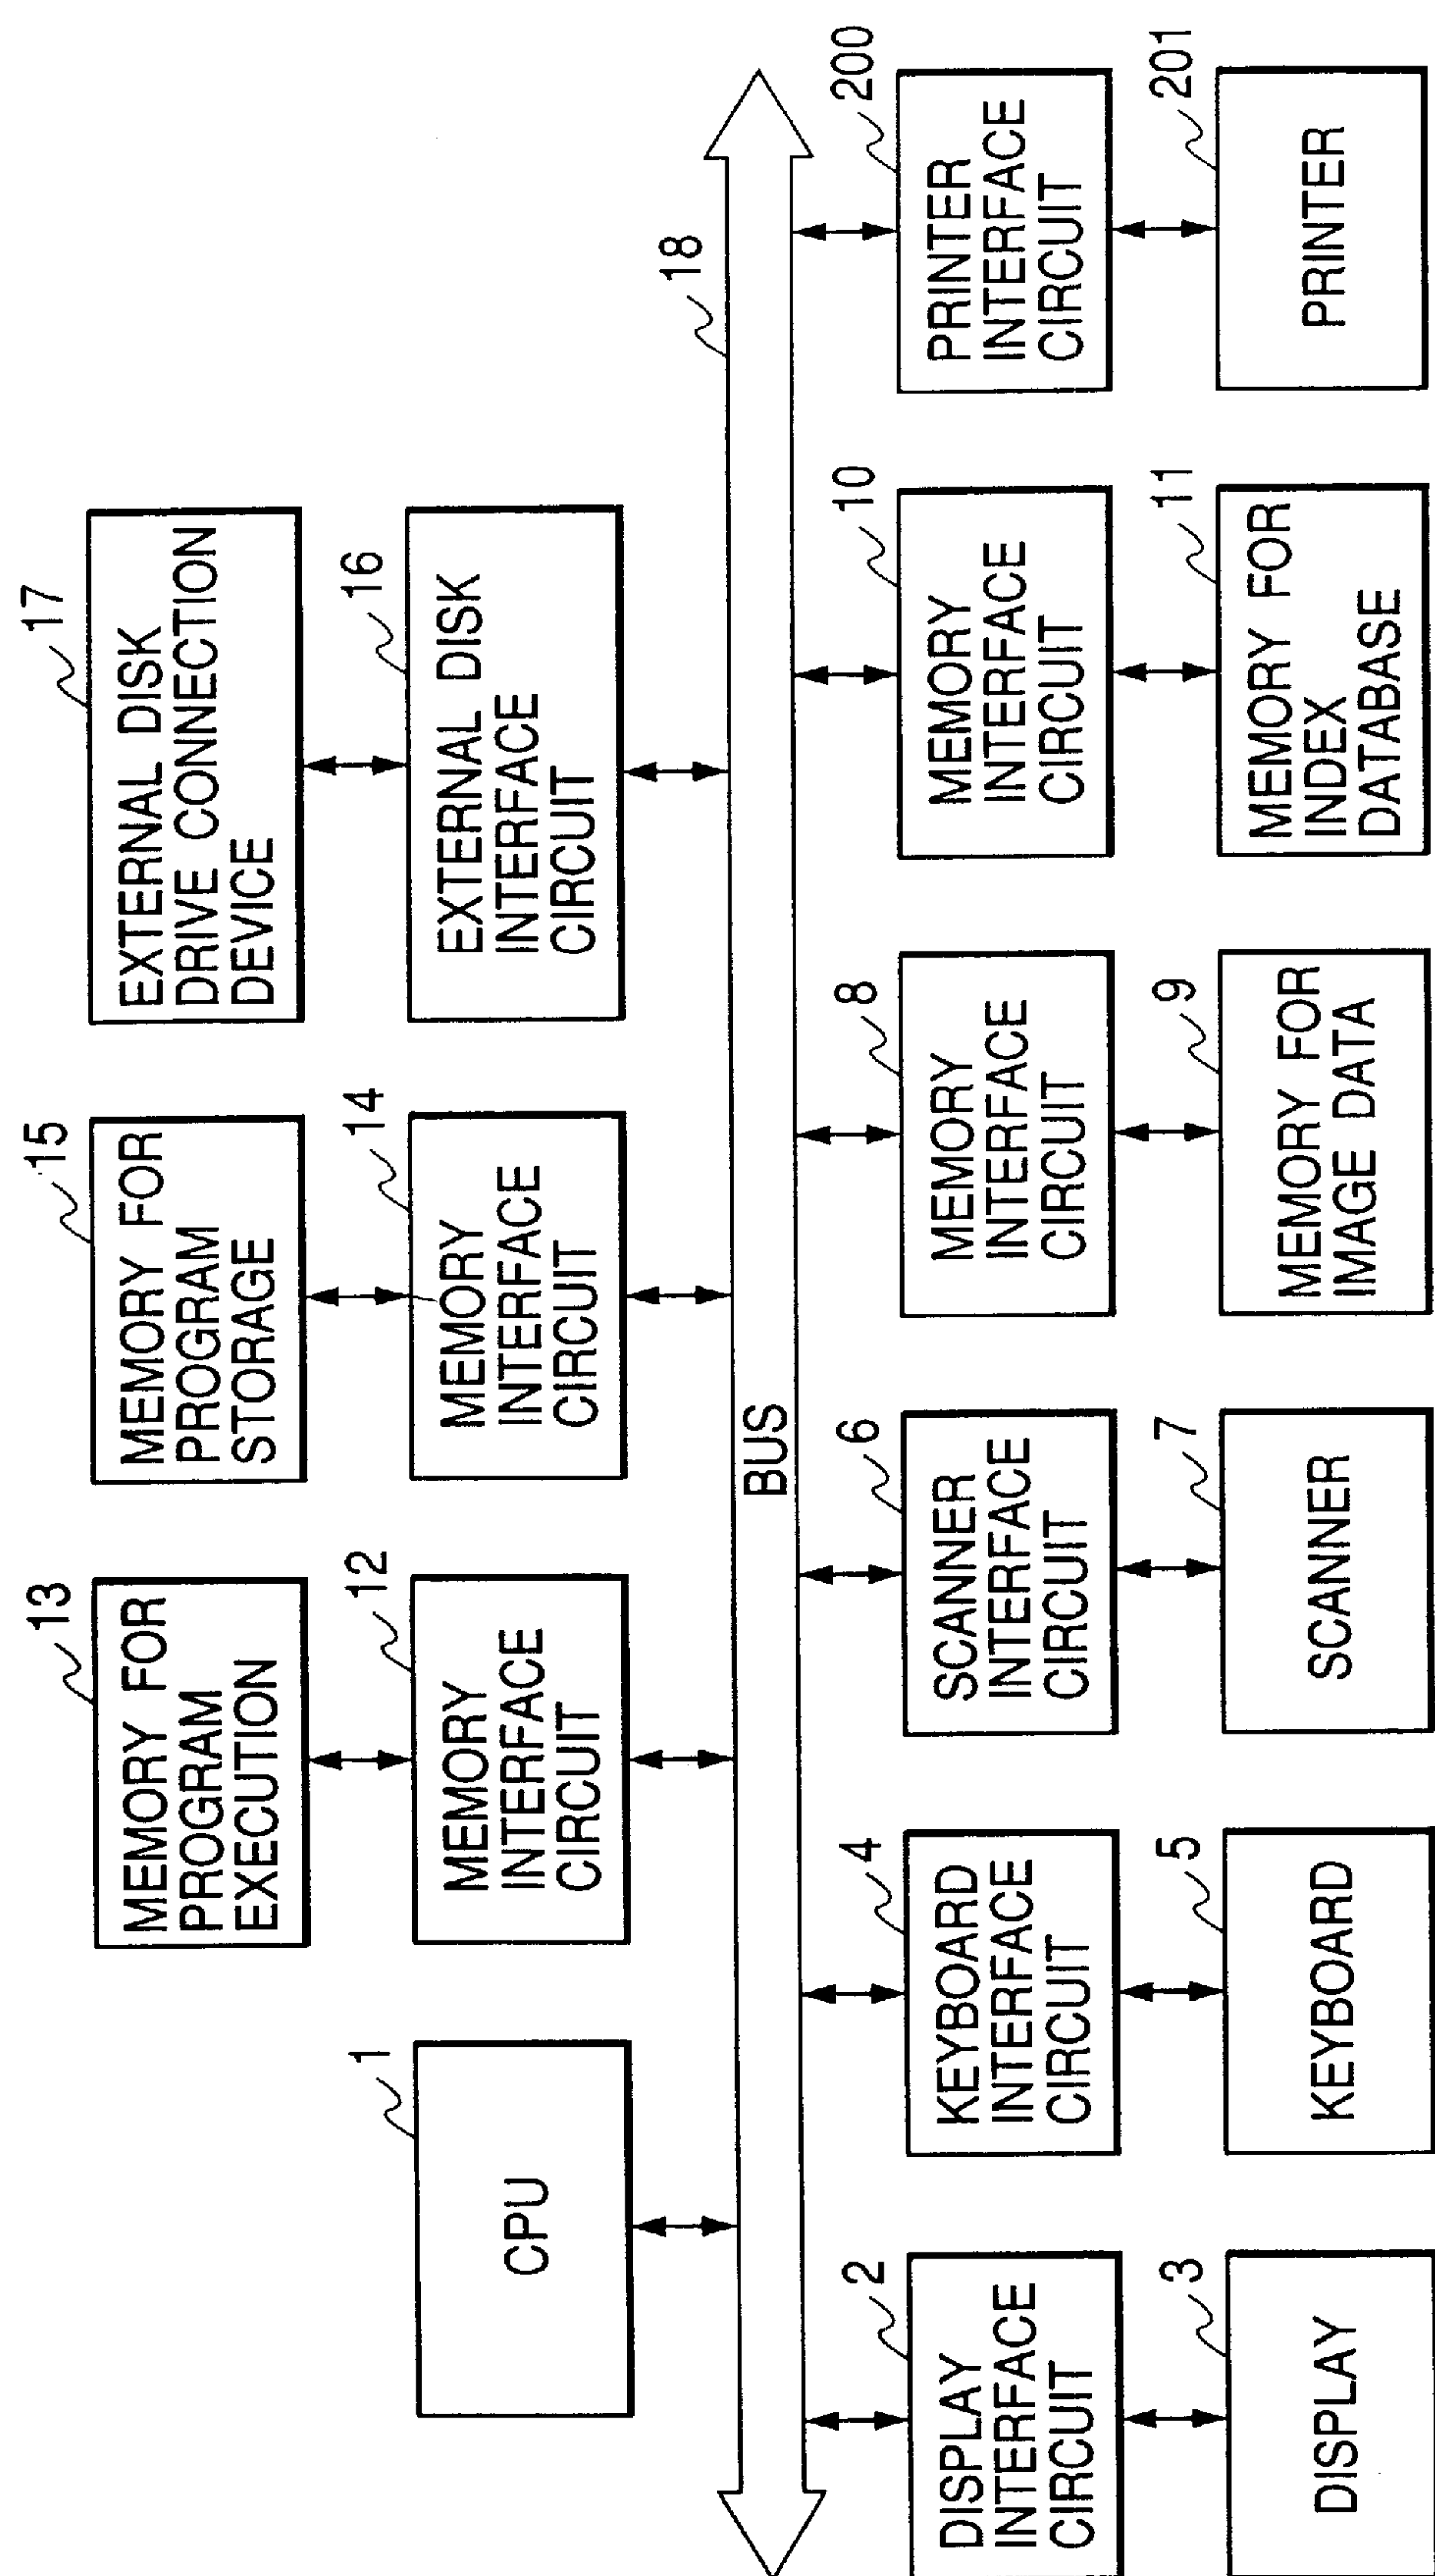 17
EXTERNAL DISK
DRIVE CONNECTION
DEVICE
15
MEMORY FOR
PROGRAM
STORAGE
13
MEMORY FOR
PROGRAM
EXECUTION
16
EXTERNAL DISK
INTERFACE
CIRCUIT
14
MEMORY
INTERFACE
CIRCUIT
12
MEMORY
INTERFACE
CIRCUIT
1
CPU
18
BUS
2
DISPLAY
INTERFACE
CIRCUIT
4
KEYBOARD
INTERFACE
CIRCUIT
6
SCANNER
INTERFACE
CIRCUIT
8
MEMORY
INTERFACE
CIRCUIT
10
MEMORY
INTERFACE
CIRCUIT
200
PRINTER
INTERFACE
CIRCUIT
3
DISPLAY
5
KEYBOARD
7
SCANNER
9
MEMORY FOR
IMAGE DATA
11
MEMORY FOR
INDEX
DATABASE
201
PRINTER